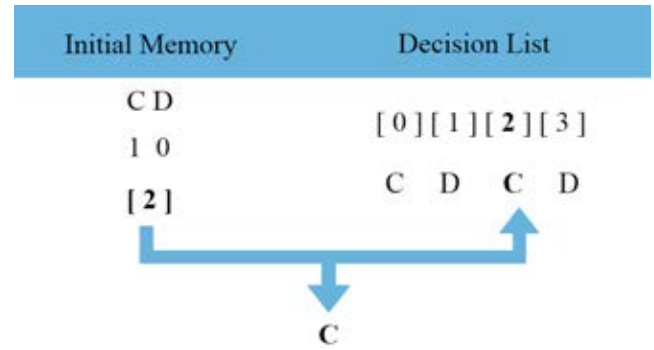 Initial Memory
Decision List
C D
1 0
[ 2 ]
[ 0 ] [ 1 ] [ 2 ] [ 3 ]
C D C D
C